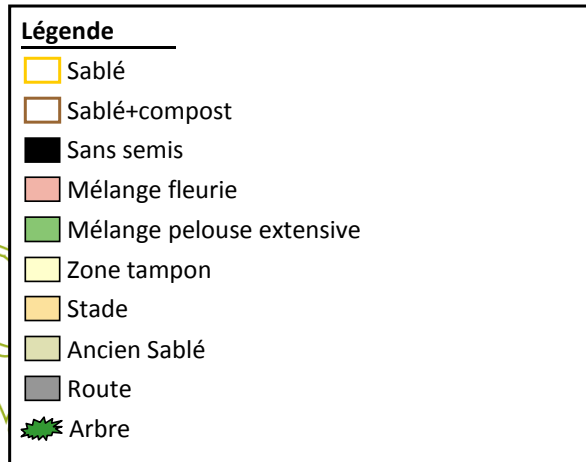 Légende
Sablé
Sablé+compost
Sans semis
Mélange fleurie
Mélange pelouse extensive
Zone tampon
Stade
Ancien Sablé
Route
Arbre